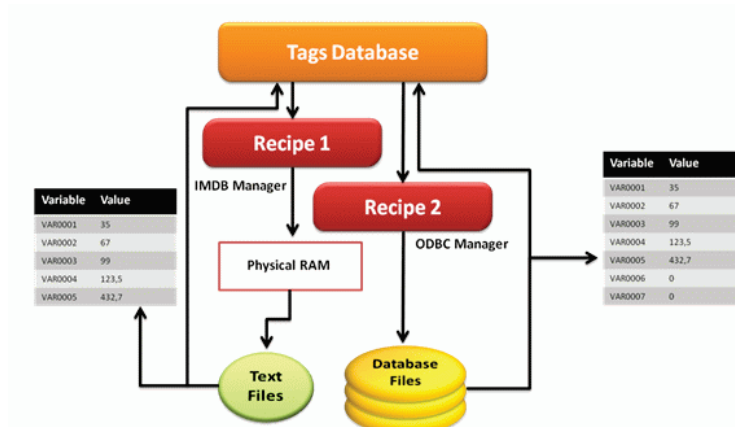 Tags Database
Recipe 1
IMDB Manager
Recipe 2
ODBC Manager
Physical RAM
Text
Files
Database
Files
Variable Value
VAR0001 35
VAR0002 67
VAR0003 99
VAR0004 123,5
VAR0005 432,7
Variable Value
VAR0001 35
VAR0002 67
VAR0003 99
VAR0004 123,5
VAR0005 432,7
VAR0006 0
VAR0007 0